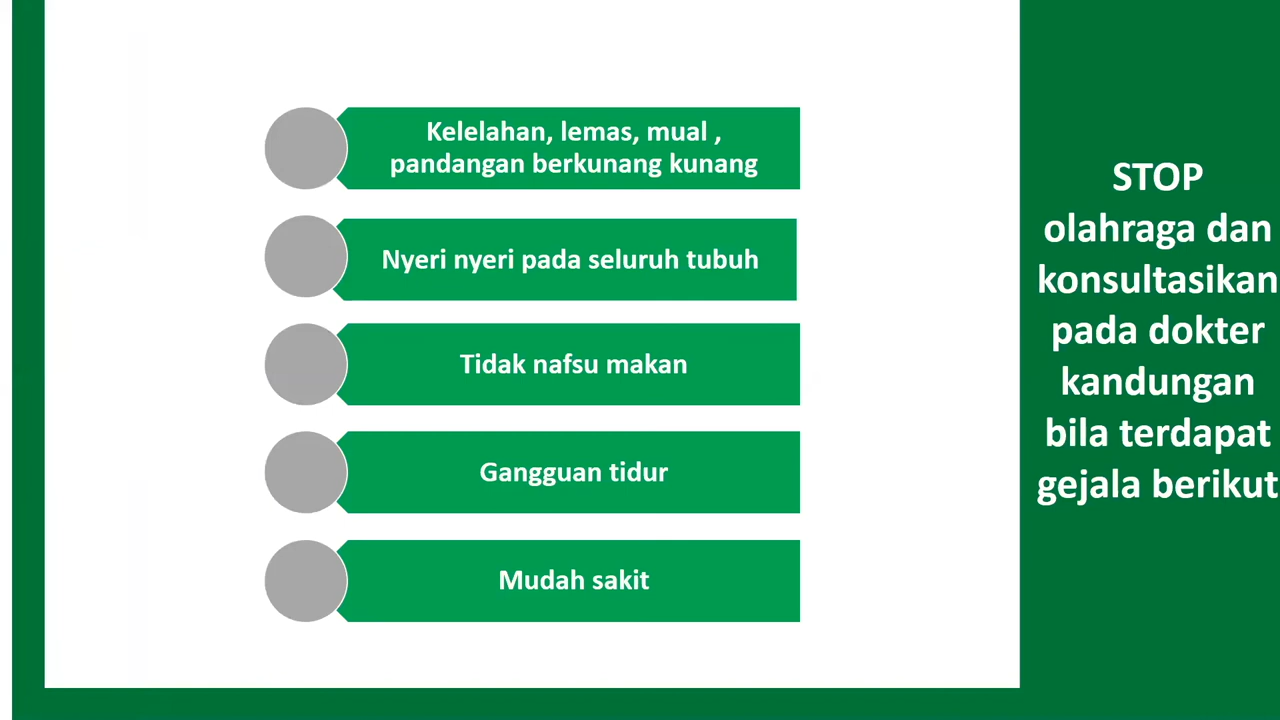 Kelelahan, lemas, mual ,
pandangan berkunang kunang
Nyeri nyeri pada seluruh tubuh
Tidak nafsu makan
Gangguan tidur
Mudah sakit
STOP
olahraga dan
konsultasikan
pada dokter
kandungan
bila terdapat
gejala berikut